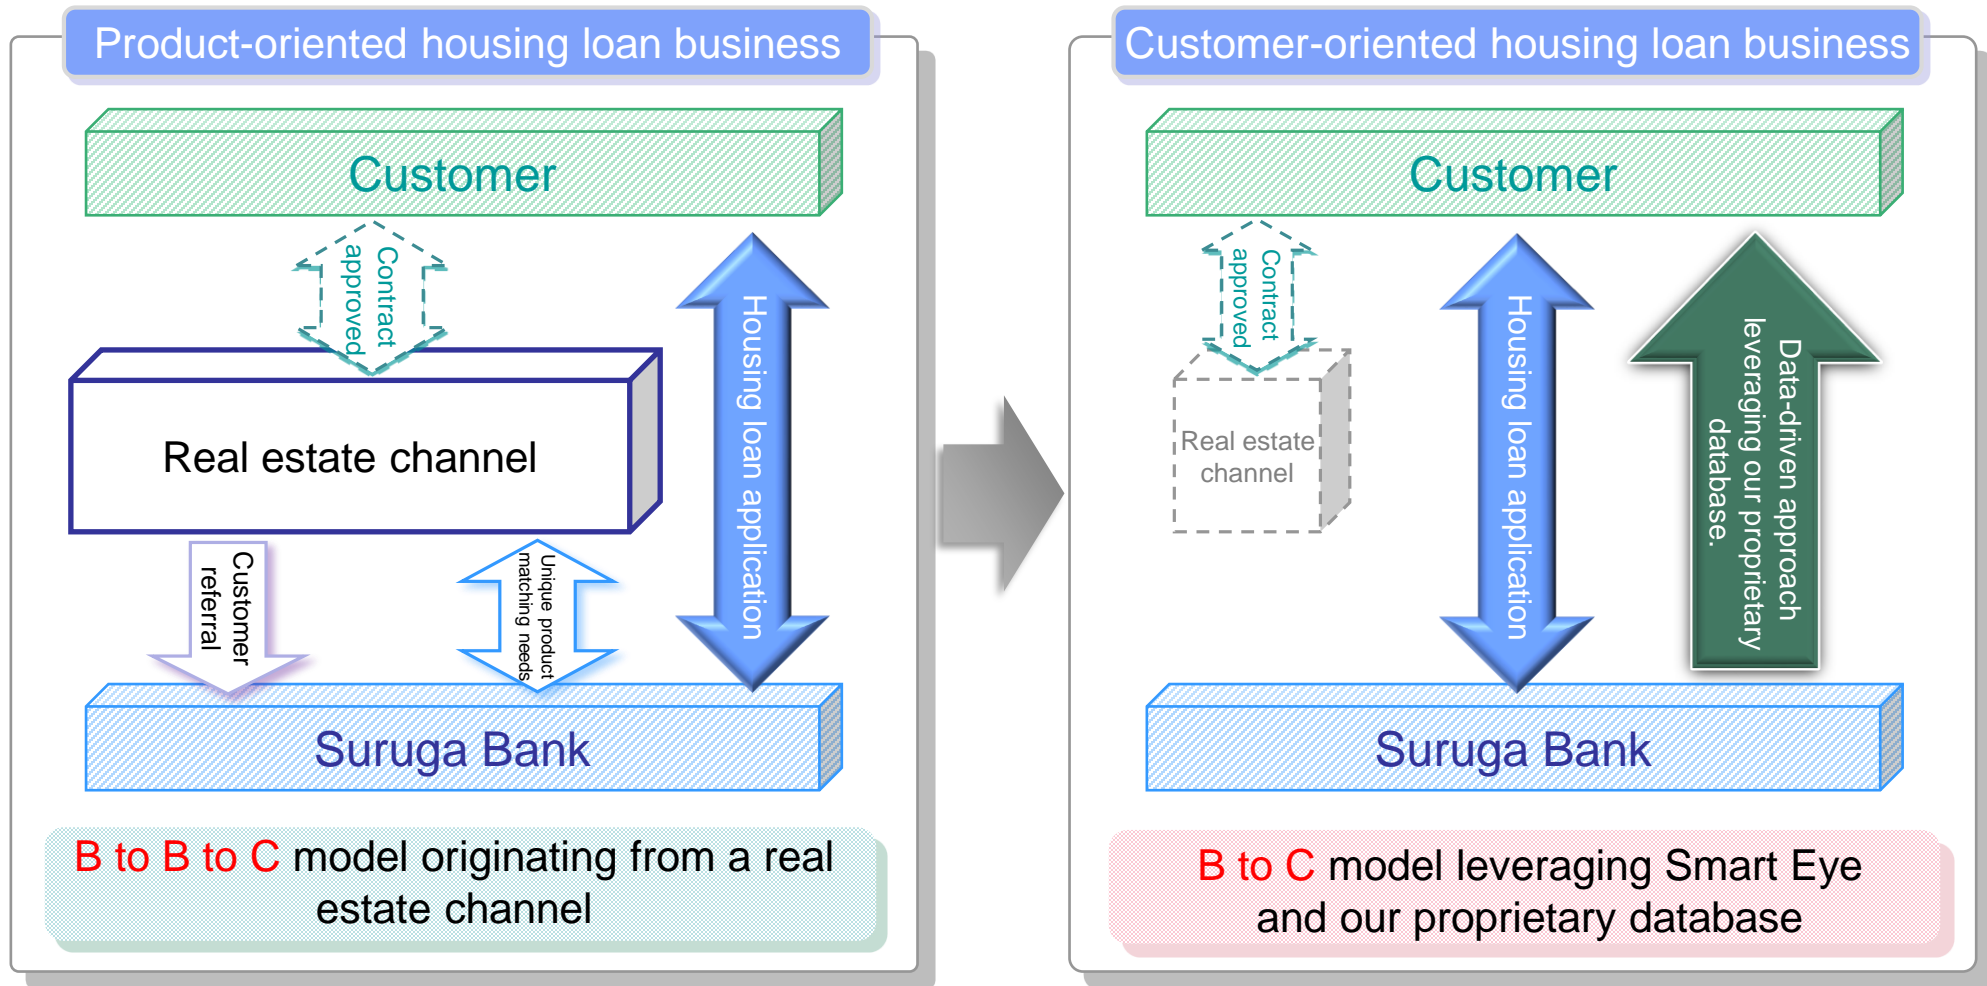 Product-oriented housing loan business
Customer
Contract
approved
Housing loan application
Real estate channel
Customer
referral
Unique product
matching needs
Suruga Bank
B to B to C model originating from a real
estate channel
Customer-oriented housing loan business
Customer
Contract
approved
Real estate
channel
Housing loan application
Data-driven approach
leveraging our proprietary
database.
Suruga Bank
B to C model leveraging Smart Eye
and our proprietary database